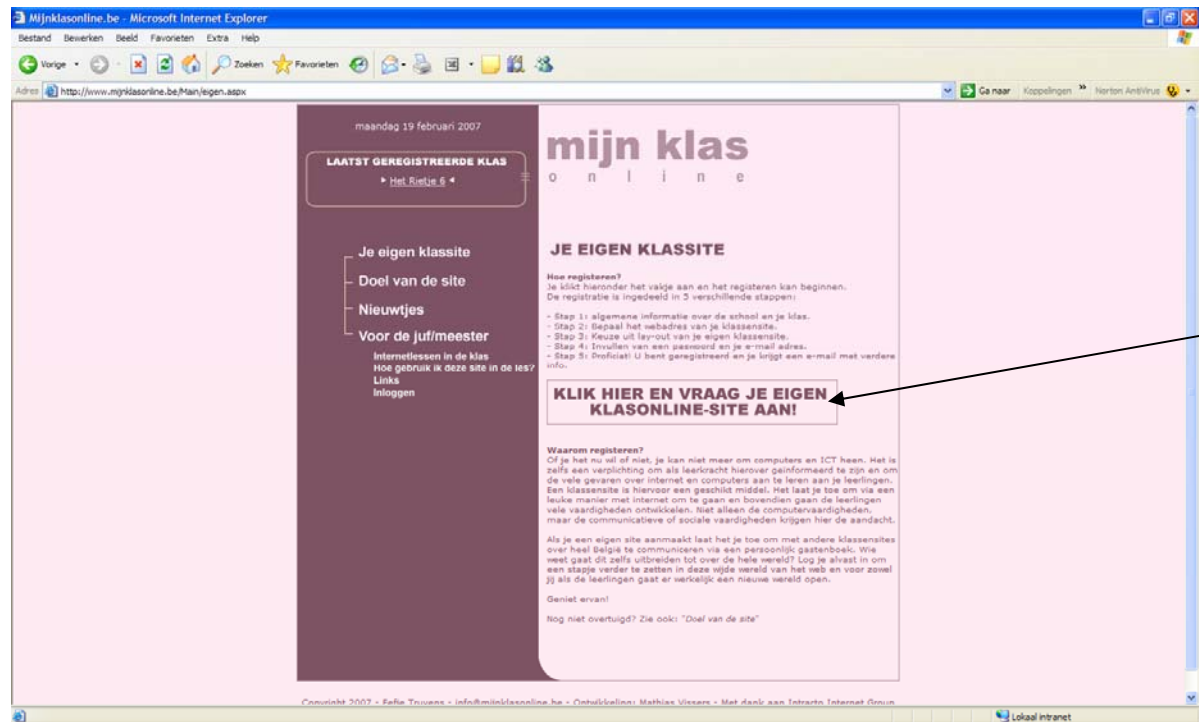 Mijnklasonline.be - Microsoft Internet Explorer
Bestand Bewerken Beeld Favorieten Extra Help
Vorige Zoeken Favorieten
Adres http://www.mijnklasonline.be/Main/eigen.aspx Ga naar Koppelingen Norton AntiVirus
maandag 19 februari 2007
LAATST GEREGISTREERDE KLAS
Het Rietje 6
Je eigen klassite
Doel van de site
Nieuwtjes
Voor de juf/meester
Internetlessen in de klas
Hoe gebruik ik deze site in de les?
Links
Inloggen
mijn klas
online
JE EIGEN KLASSITE
Hoe registeren?
Je klikt hieronder het vakje aan en het registeren kan beginnen.
De registratie is ingedeeld in 5 verschillende stappen:
- Stap 1: algemene informatie over de school en je klas.
- Stap 2: Bepaal het webadres van je klassensite.
- Stap 3: Keuze uit lay-out van je eigen klassensite.
- Stap 4: Invullen van een paswoord en je e-mail adres.
- Stap 5: Proficiat! U bent geregistreerd en je krijgt een e-mail met verdere
info.
KLIK HIER EN VRAAG JE EIGEN
KLASONLINE-SITE AAN!
Waarom registeren?
Of je het nu wil of niet, je kan niet meer om computers en ICT heen. Het is
zelfs een verplichting om als leerkracht hierover geïnformeerd te zijn en om
de vele gevaren over internet en computers aan te leren aan je leerlingen.
Een klassensite is hiervoor een geschikt middel. Het laat je toe om via een
leuke manier met internet om te gaan en bovendien gaan de leerlingen
vele vaardigheden ontwikkelen. Niet alleen de computervaardigheden,
maar de communicatieve of sociale vaardigheden krijgen hier de aandacht.
Als je een eigen site aanmaakt laat het je toe om met andere klassensites
over heel België te communiceren via een persoonlijk gastenboek. Wie
weet gaat dit zelfs uitbreiden tot over de hele wereld? Log je alvast in om
een stapje verder te zetten in deze wijde wereld van het web en voor zowel
jij als de leerlingen gaat er werkelijk een nieuwe wereld open.
Geniet ervan!
Nog niet overtuigd? Zie ook: "Doel van de site"
Copyright 2007 - Eefje Truyens - info@mijnklasonline.be - Ontwikkeling: Mathias Vissers - Met dank aan Intracto Internet Group
Lokaal intranet